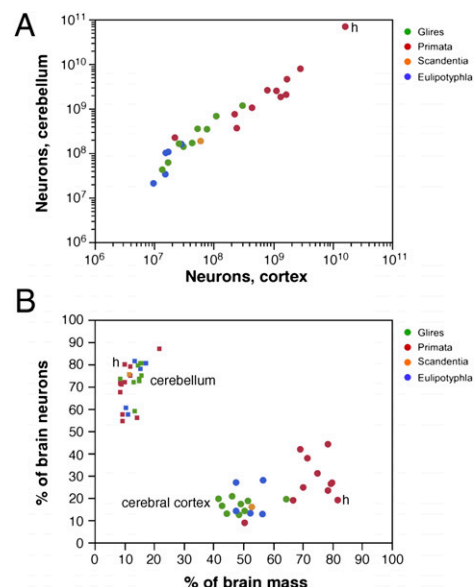 A
10¹¹
10¹⁰
10⁹
10⁸
10⁷
10⁶
Neurons, cerebellum
h
Glires
Primata
Scandentia
Eulipotyphla
10⁶ 10⁷ 10⁸ 10⁹ 10¹⁰ 10¹¹
Neurons, cortex
B
100
90
80
70
60
50
40
30
20
10
0
% of brain neurons
h
cerebellum
cerebral cortex
h
Glires
Primata
Scandentia
Eulipotyphla
0 10 20 30 40 50 60 70 80 90 100
% of brain mass